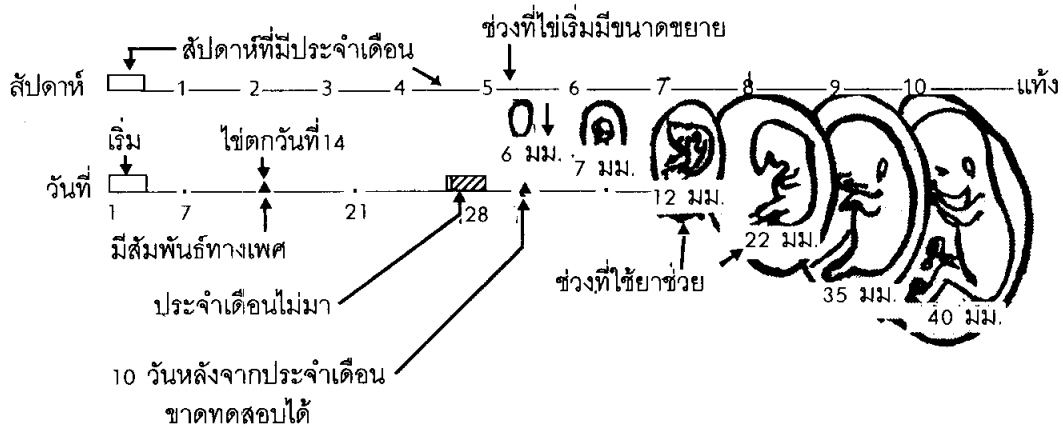 ช่วงที่ไข่เริ่มมีขนาดขยาย
สัปดาห์ที่มีประจำเดือน
สัปดาห์ 1 2 3 4 5 6 7 8 9 10 แท้ง
เริ่ม ไข่ตกวันที่14
6 มม. 7 มม.
วันที่
12 มม.
1 7 21 28
22 มม.
มีสัมพันธ์ทางเพศ
ช่วงที่ใช้ยาช่วย
35 มม.
ประจำเดือนไม่มา
40 มม.
10 วันหลังจากประจำเดือน
ขาดทดสอบได้